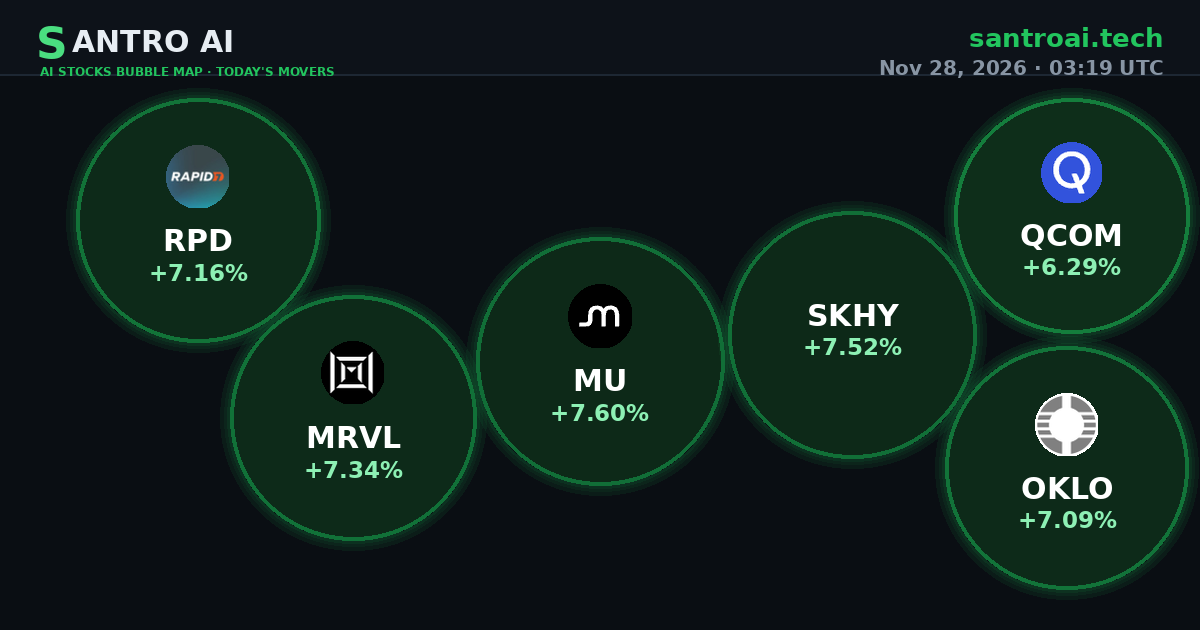 SANTRO AI
AI STOCKS BUBBLE MAP · TODAY'S MOVERS
santroai.tech
Nov 28, 2026 · 03:19 UTC
RAPID7
RPD
+7.16%
MRVL
+7.34%
MU
+7.60%
SKHY
+7.52%
QCOM
+6.29%
OKLO
+7.09%